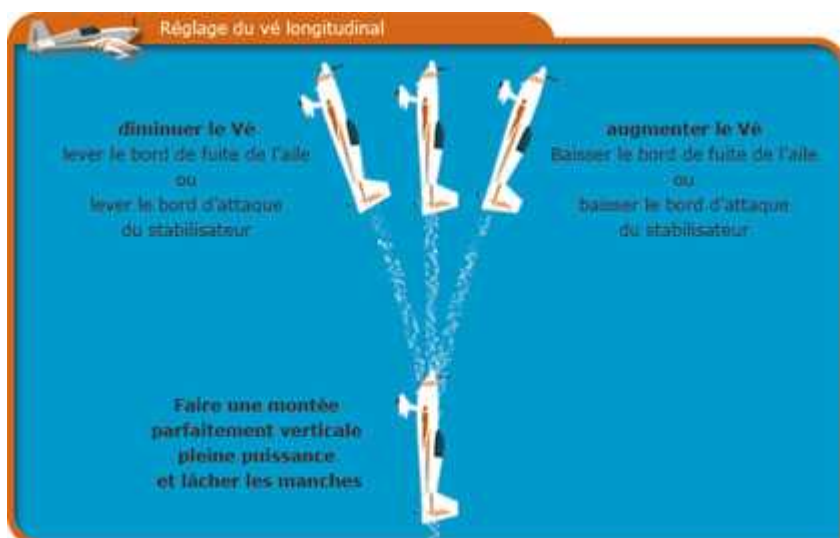 Réglage du vé longitudinal
diminuer le Vé
lever le bord de fuite de l'aile
ou
lever le bord d'attaque
du stabilisateur
augmenter le Vé
Baisser le bord de fuite de l'aile
ou
baisser le bord d'attaque
du stabilisateur
Faire une montée
parfaitement verticale
pleine puissance
et lâcher les manches